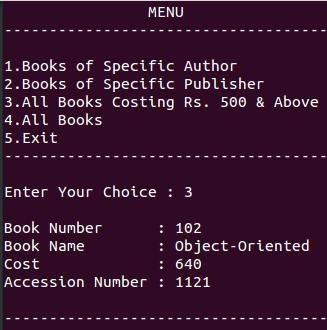 MENU
------------------------------------
1.Books of Specific Author
2.Books of Specific Publisher
3.All Books Costing Rs. 500 & Above
4.All Books
5.Exit
------------------------------------
Enter Your Choice : 3
Book Number      : 102
Book Name        : Object-Oriented
Cost             : 640
Accession Number : 1121
------------------------------------